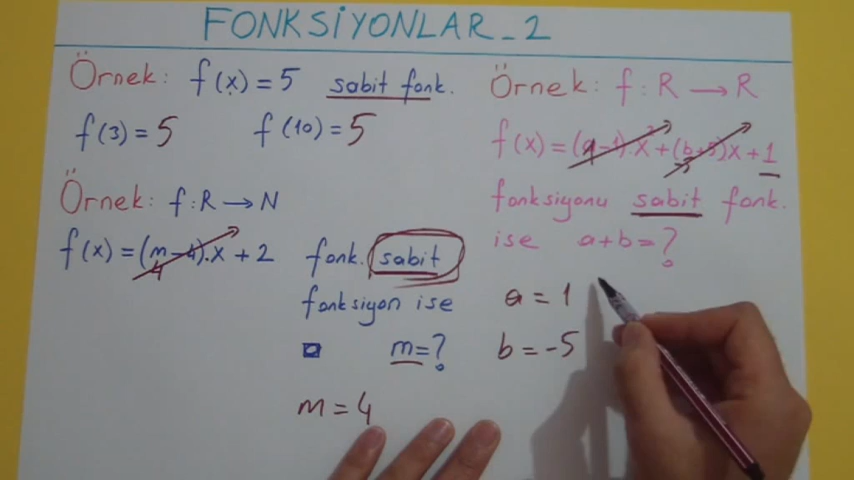 FONKSİYONLAR_2
Örnek: f(x) = 5 sabit fonk.
f(3) = 5 f(10) = 5
Örnek: f: R → N
f(x) = (m-4).x + 2 fonk. sabit
4
fonksiyon ise
m=?
m = 4
Örnek: f: R → R
f(x) = (a-1).x² + (b+5)x + 1
fonksiyonu sabit fonk.
ise a+b=?
a = 1
b = -5